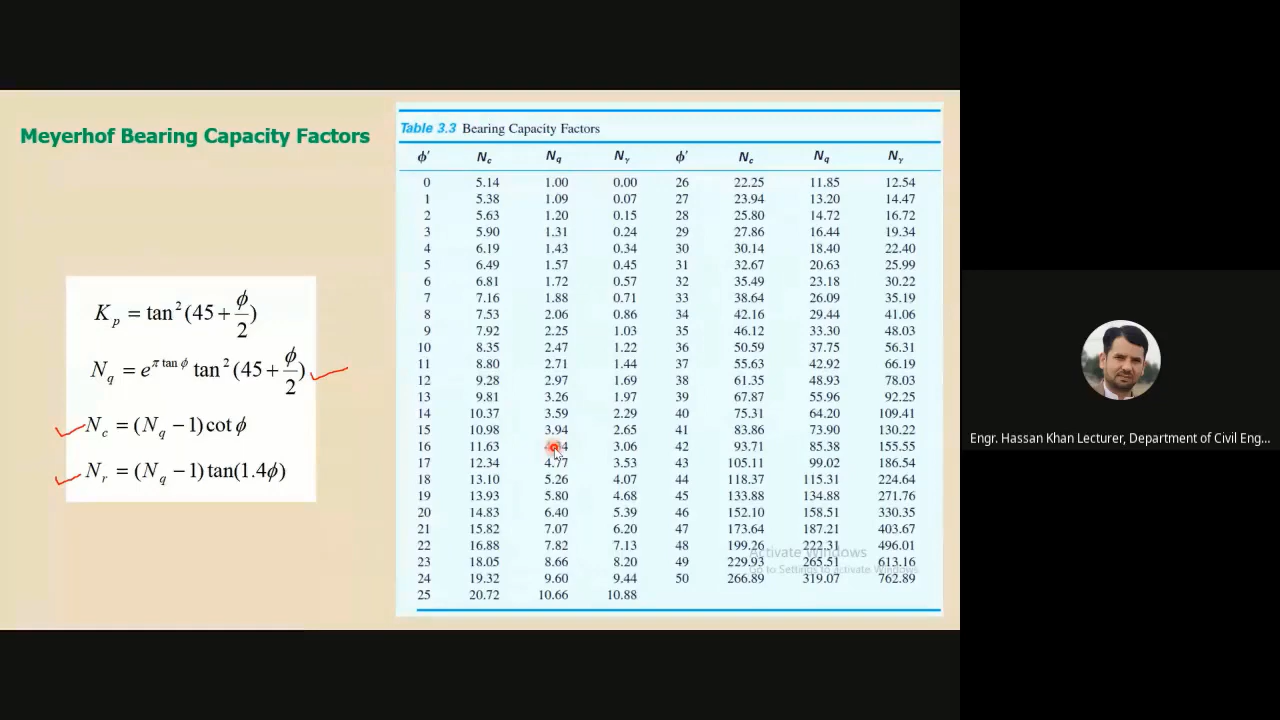 Meyerhof Bearing Capacity Factors
K_p = tan²(45 + ϕ/2)
N_q = e^{π tan ϕ} tan²(45 + ϕ/2)
N_c = (N_q − 1) cot ϕ
N_r = (N_q − 1) tan(1.4ϕ)
Table 3.3 Bearing Capacity Factors
ϕ′ N_c N_q N_γ ϕ′ N_c N_q N_γ
0 5.14 1.00 0.00 26 22.25 11.85 12.54
1 5.38 1.09 0.07 27 23.94 13.20 14.47
2 5.63 1.20 0.15 28 25.80 14.72 16.72
3 5.90 1.31 0.24 29 27.86 16.44 19.34
4 6.19 1.43 0.34 30 30.14 18.40 22.40
5 6.49 1.57 0.45 31 32.67 20.63 25.99
6 6.81 1.72 0.57 32 35.49 23.18 30.22
7 7.16 1.88 0.71 33 38.64 26.09 35.19
8 7.53 2.06 0.86 34 42.16 29.44 41.06
9 7.92 2.25 1.03 35 46.12 33.30 48.03
10 8.35 2.47 1.22 36 50.59 37.75 56.31
11 8.80 2.71 1.44 37 55.63 42.92 66.19
12 9.28 2.97 1.69 38 61.35 48.93 78.03
13 9.81 3.26 1.97 39 67.87 55.96 92.25
14 10.37 3.59 2.29 40 75.31 64.20 109.41
15 10.98 3.94 2.65 41 83.86 73.90 130.22
16 11.63 3.06 42 93.71 85.38 155.55
17 12.34 4.77 3.53 43 105.11 99.02 186.54
18 13.10 5.26 4.07 44 118.37 115.31 224.64
19 13.93 5.80 4.68 45 133.88 134.88 271.76
20 14.83 6.40 5.39 46 152.10 158.51 330.35
21 15.82 7.07 6.20 47 173.64 187.21 403.67
22 16.88 7.82 7.13 48 199.26 222.31 496.01
23 18.05 8.66 8.20 49 229.93 265.51 613.16
24 19.32 9.60 9.44 50 266.89 319.07 762.89
25 20.72 10.66 10.88
Activate Windows
Go to Settings to activate Windows.
Engr. Hassan Khan Lecturer, Department of Civil Eng...